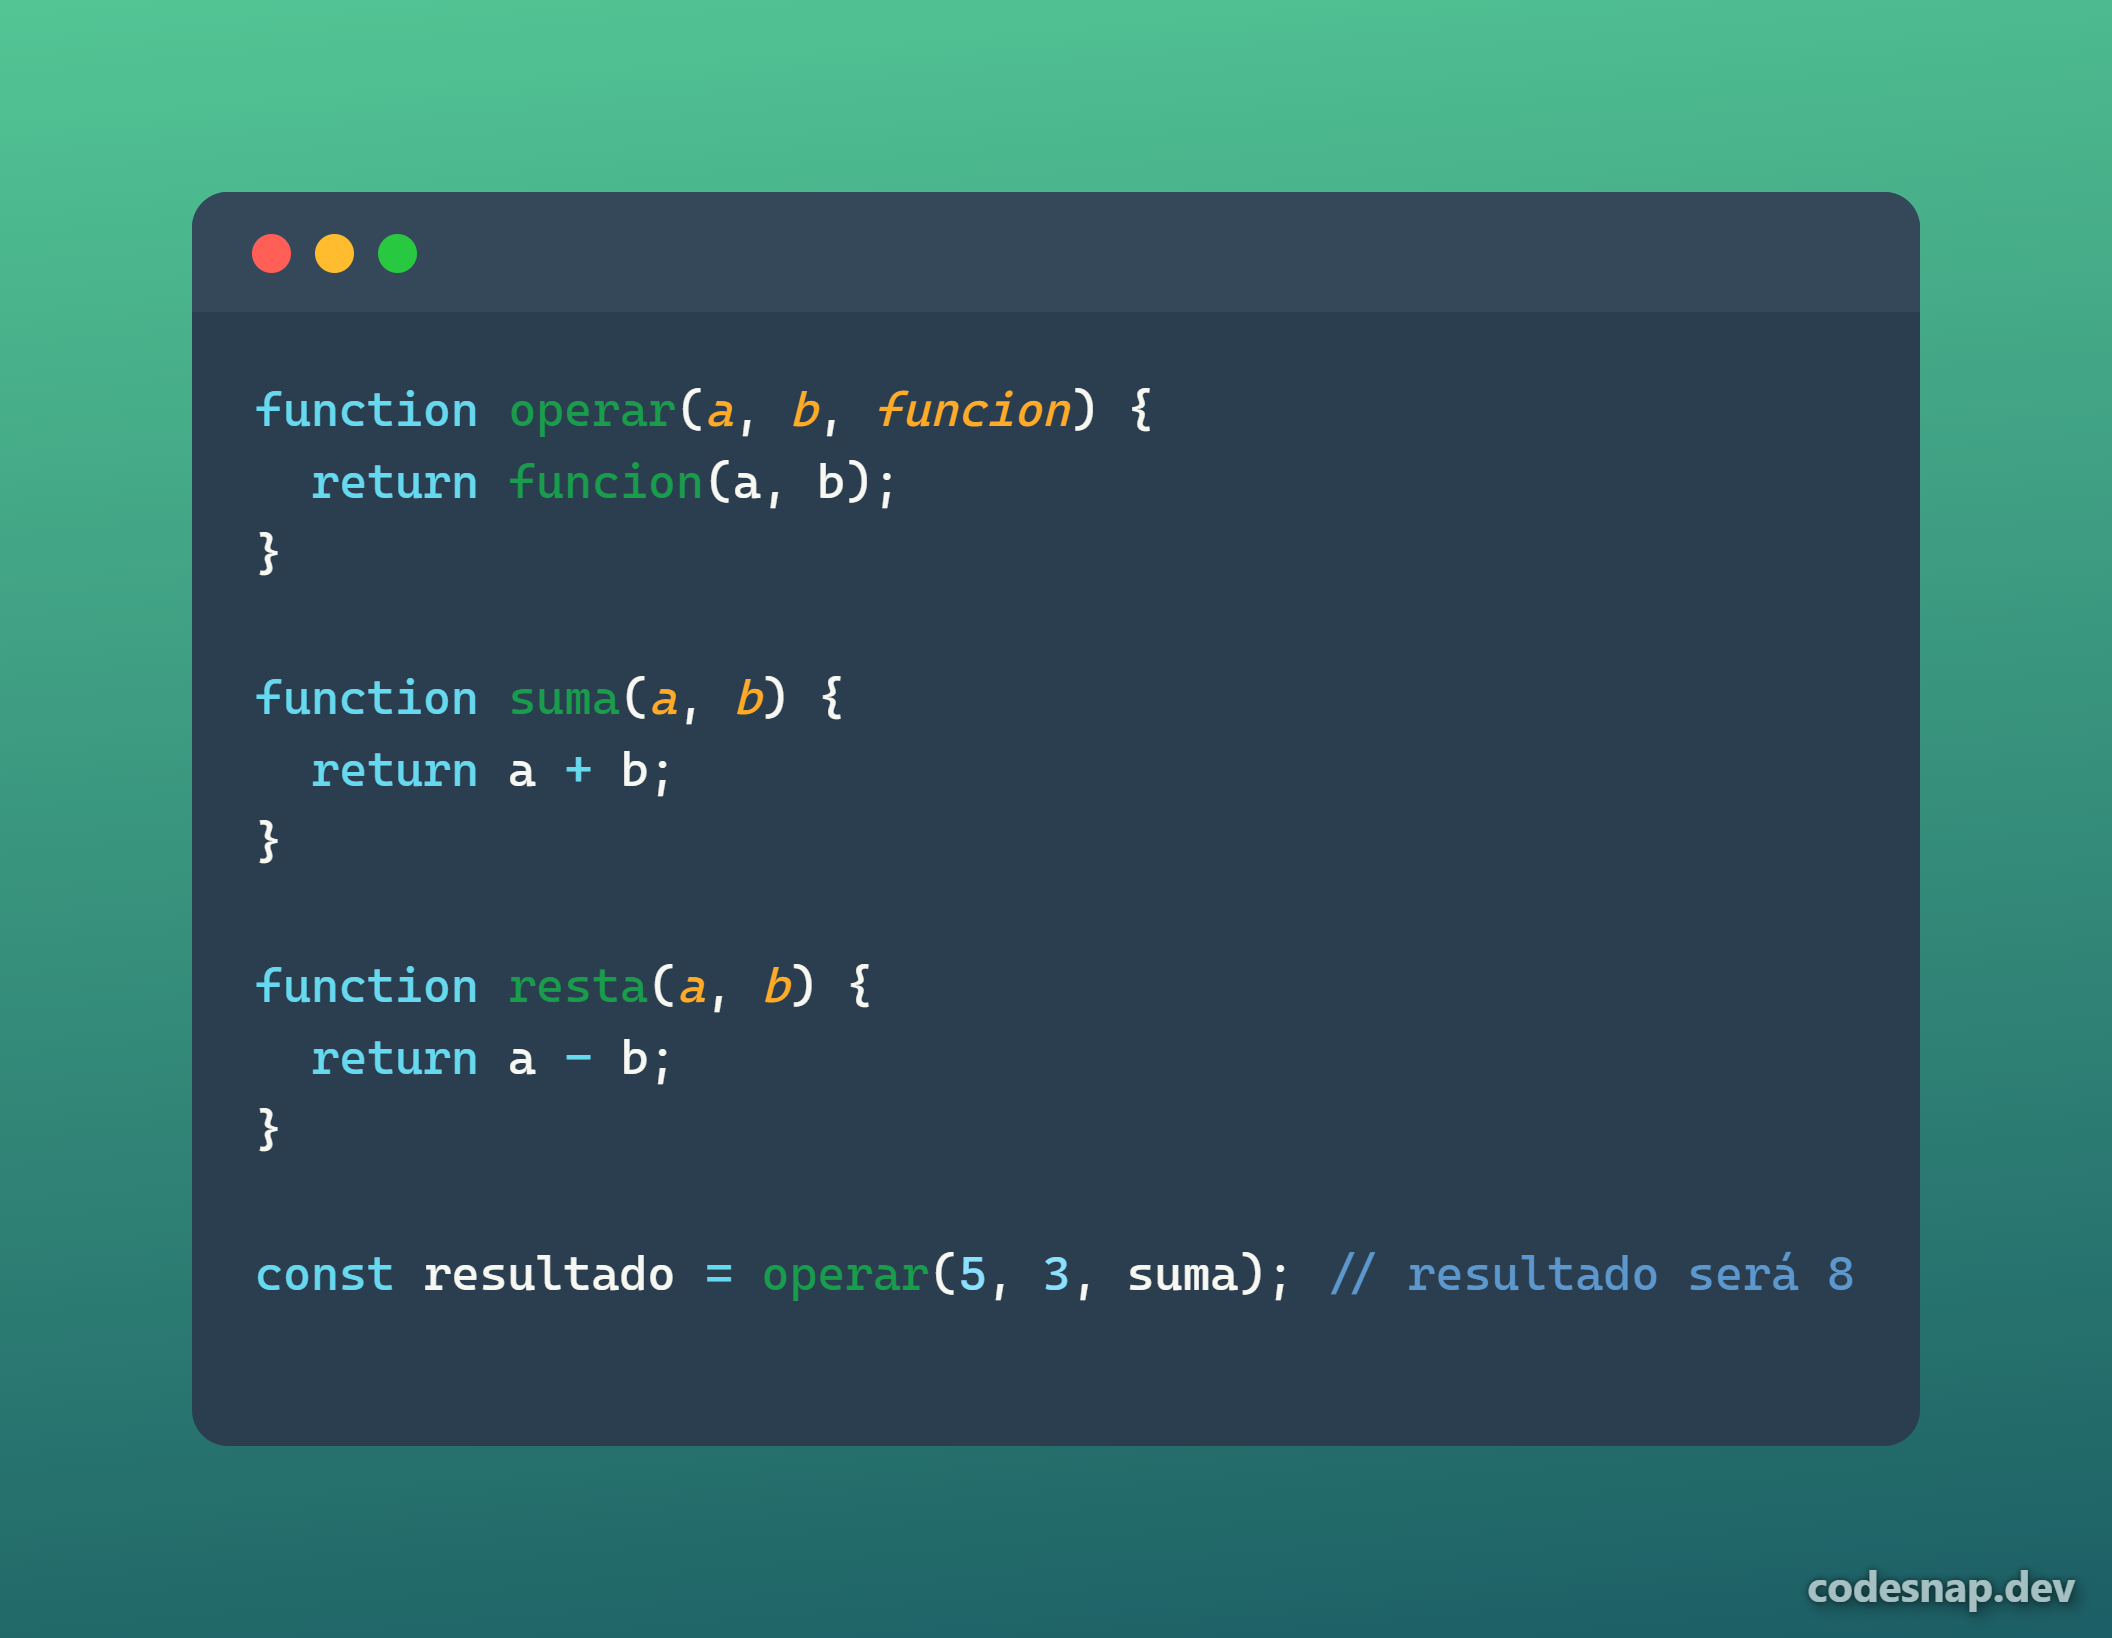 function operar(a, b, funcion) {
  return funcion(a, b);
}

function suma(a, b) {
  return a + b;
}

function resta(a, b) {
  return a - b;
}

const resultado = operar(5, 3, suma); // resultado será 8
codesnap.dev